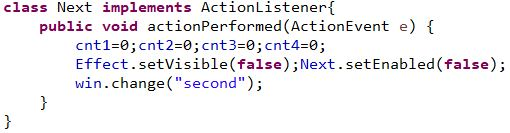 class Next implements ActionListener{
public void actionPerformed(ActionEvent e) {
cnt1=0;cnt2=0;cnt3=0;cnt4=0;
Effect.setVisible(false);Next.setEnabled(false);
win.change("second");
}
}